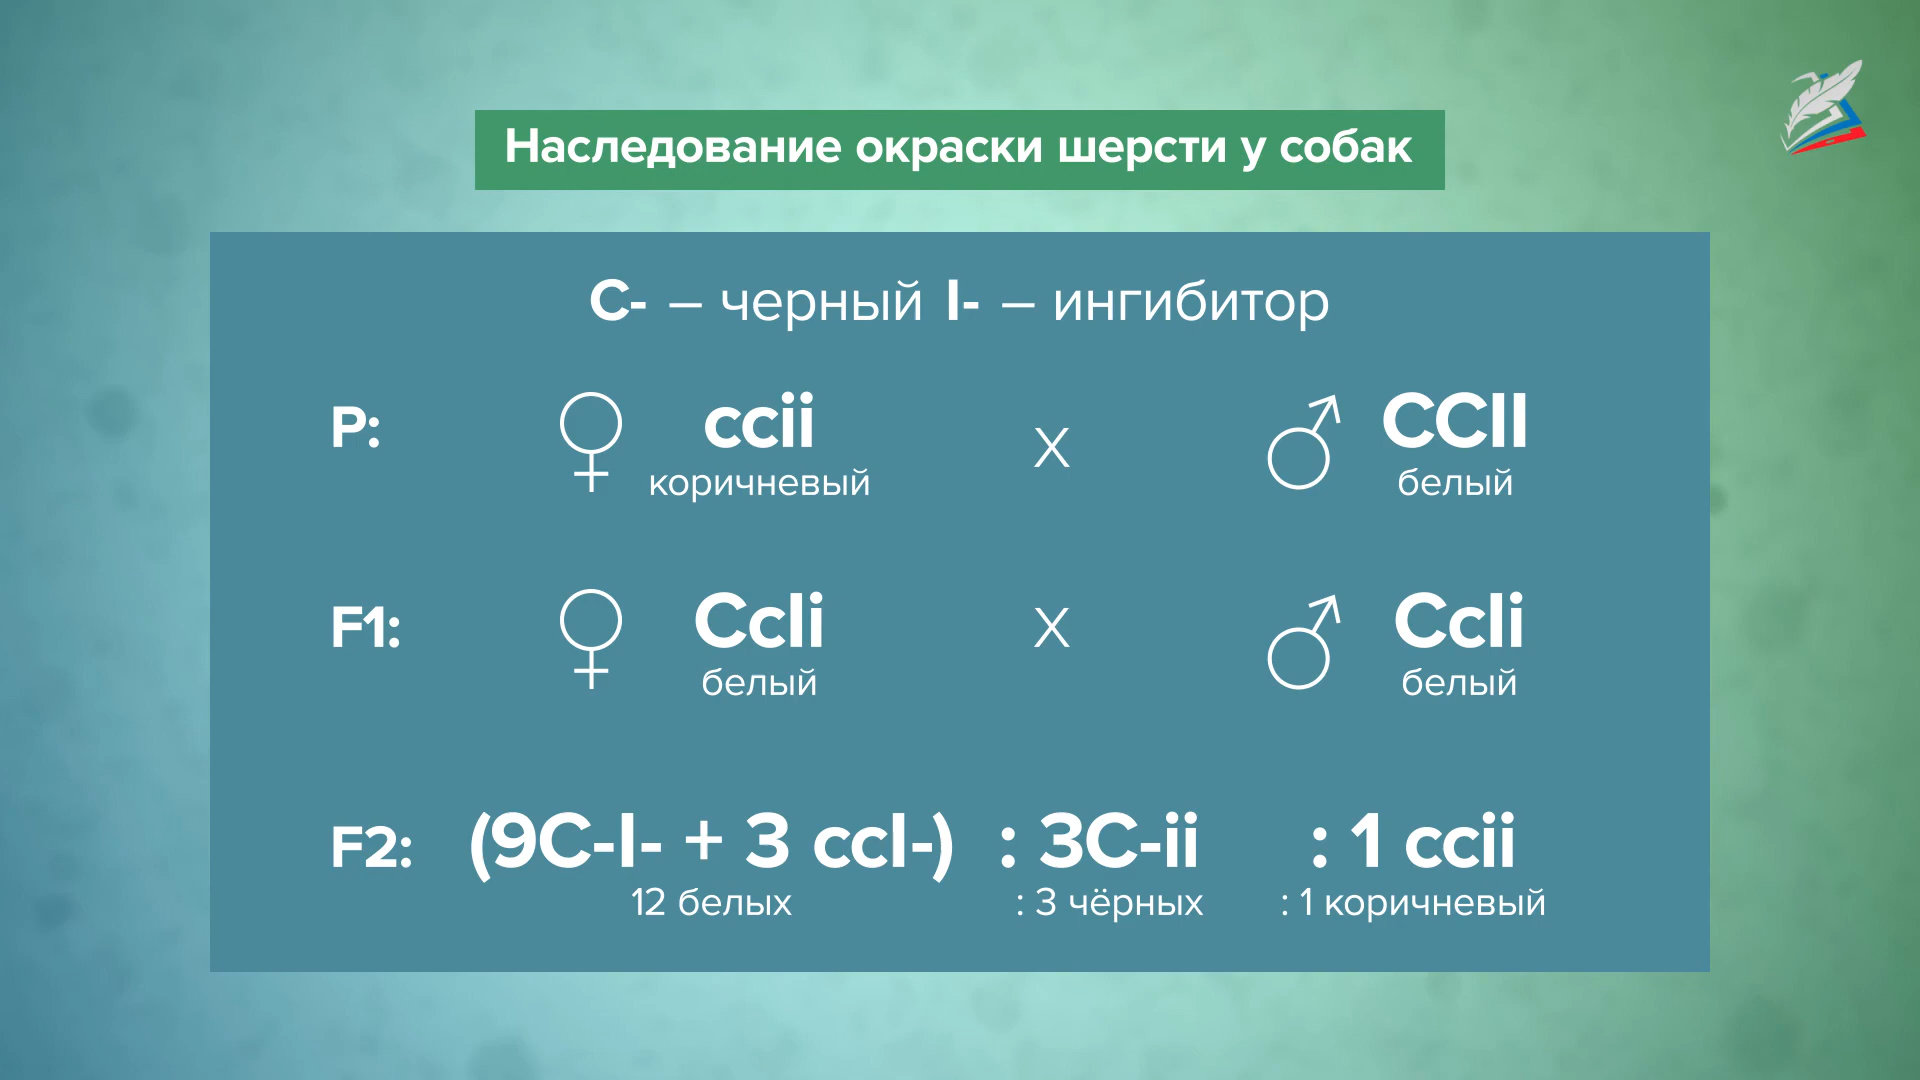 Наследование окраски шерсти у собак
C- – черный I- – ингибитор
P: ♀ ccii X ♂ CCII
коричневый белый
F1: ♀ CcIi X ♂ CcIi
белый белый
F2: (9C-I- + 3 ccI-) : 3C-ii : 1 ccii
12 белых : 3 чёрных : 1 коричневый